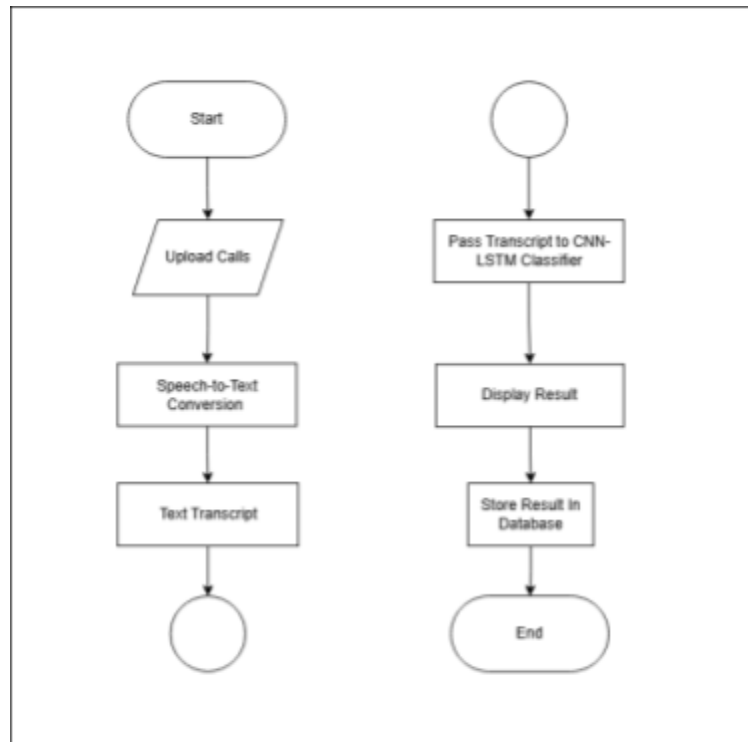 Start
Upload Calls
Speech-to-Text
Conversion
Text Transcript
Pass Transcript to CNN-
LSTM Classifier
Display Result
Store Result In
Database
End